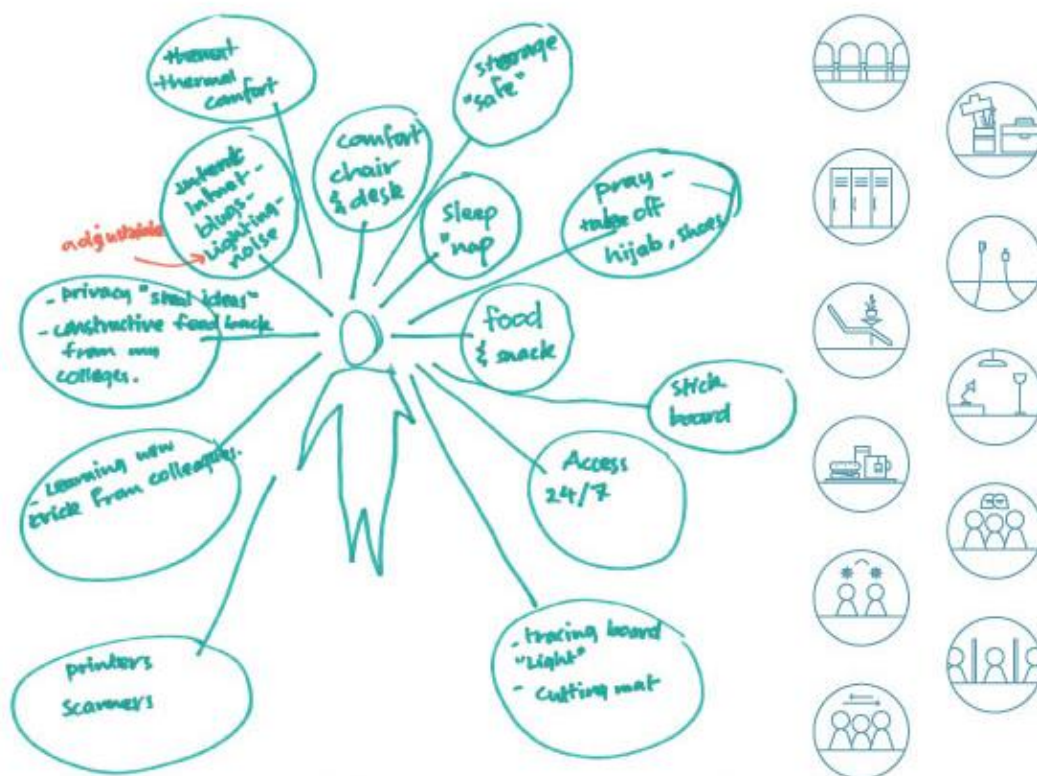 thermal
- thermal
comfort
storage
"safe"
comfort
chair
& desk
internet
intrnet -
plugs -
Lighting -
noise
adjustable
sleep
"nap
pray -
take off
hijab, shoes
- privacy "steal ideas"
- constructive feed back
from my
colleges.
food
& snack
stick
board
- Learning new
trick from colleagues.
Access
24/7
printers
scanners
- tracing board
"Light"
- cutting mat